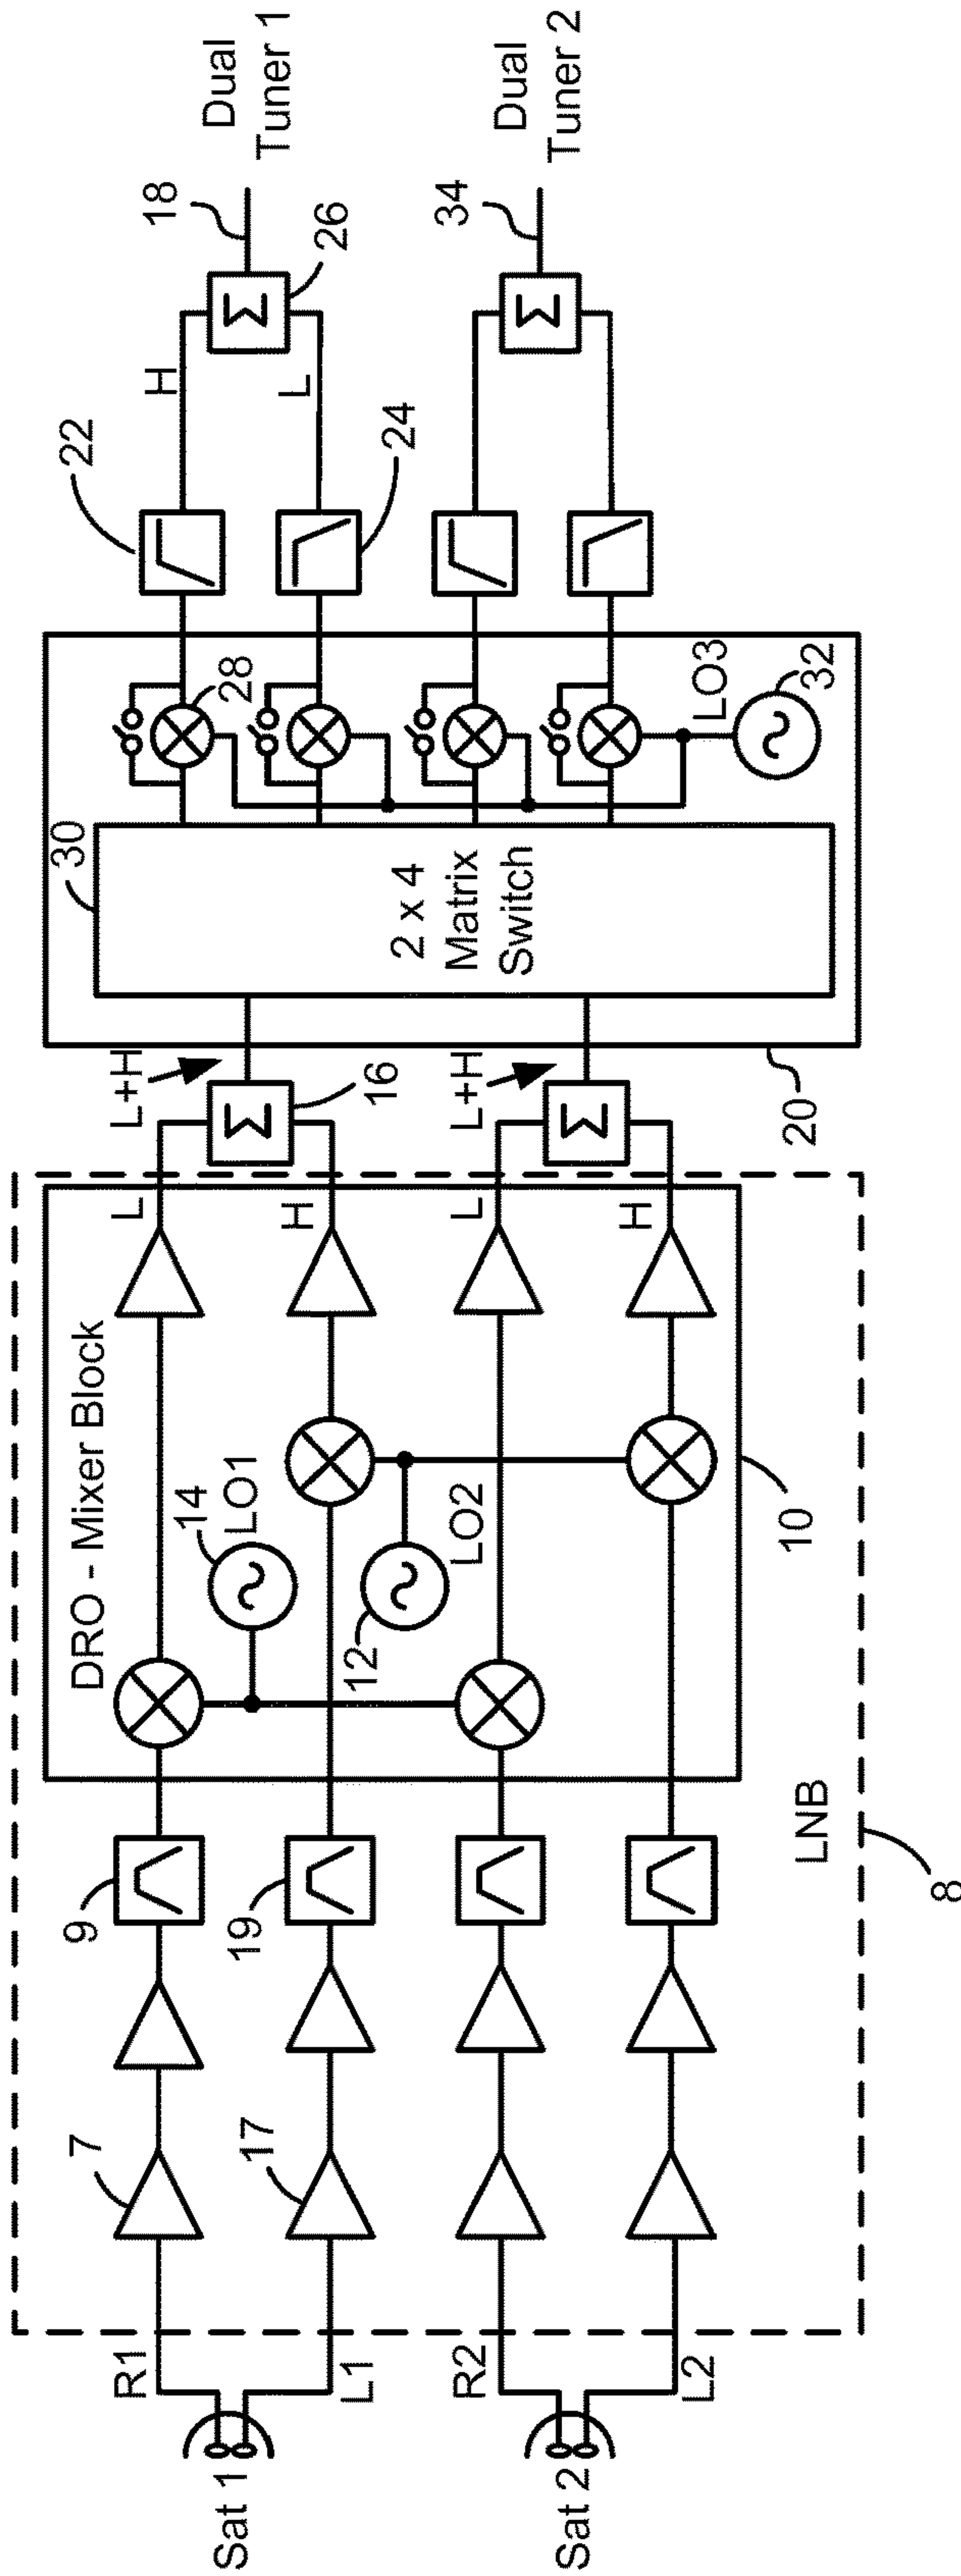 Sat 1
R1
L1
Sat 2
R2
L2
7
17
9
19
LNB
8
DRO - Mixer Block
14
LO1
12
LO2
10
L
H
L
H
L+H
16
L+H
20
30
2 x 4
Matrix
Switch
28
LO3
32
22
24
H
L
26
18
Dual
Tuner 1
34
Dual
Tuner 2
Σ
Σ
Σ
Σ